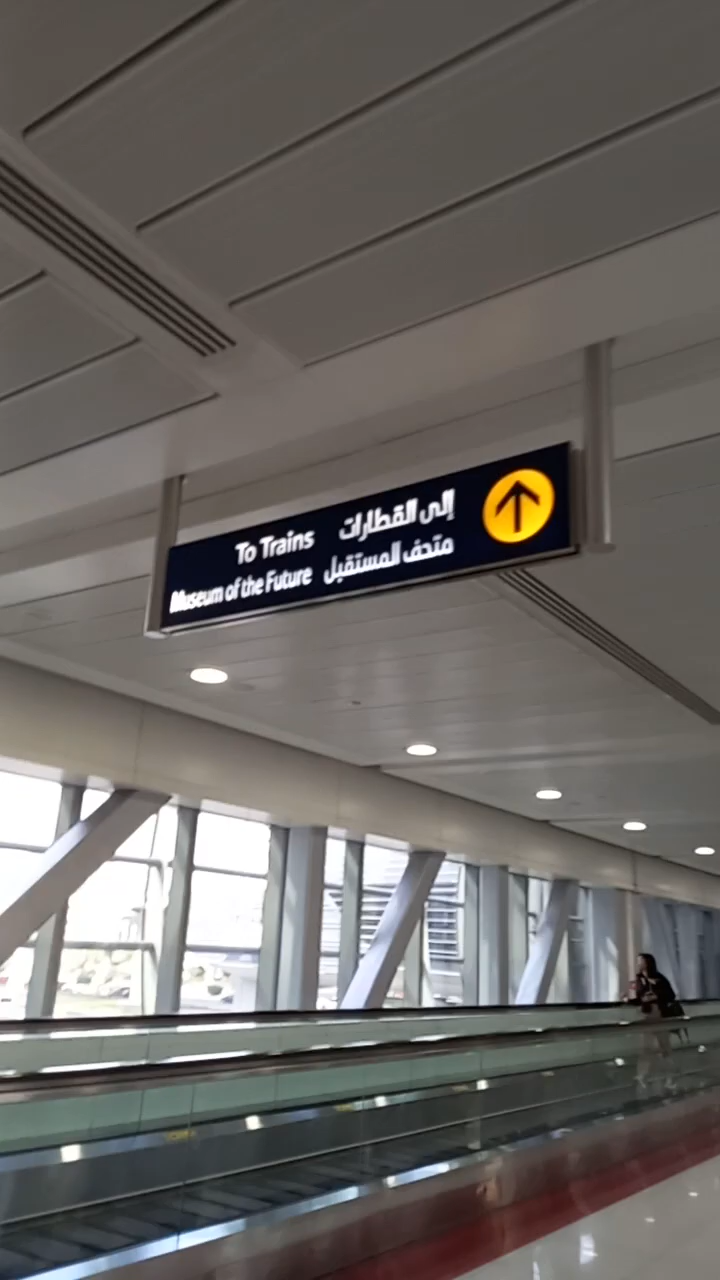 To Trains إلى القطارات
Museum of the Future متحف المستقبل